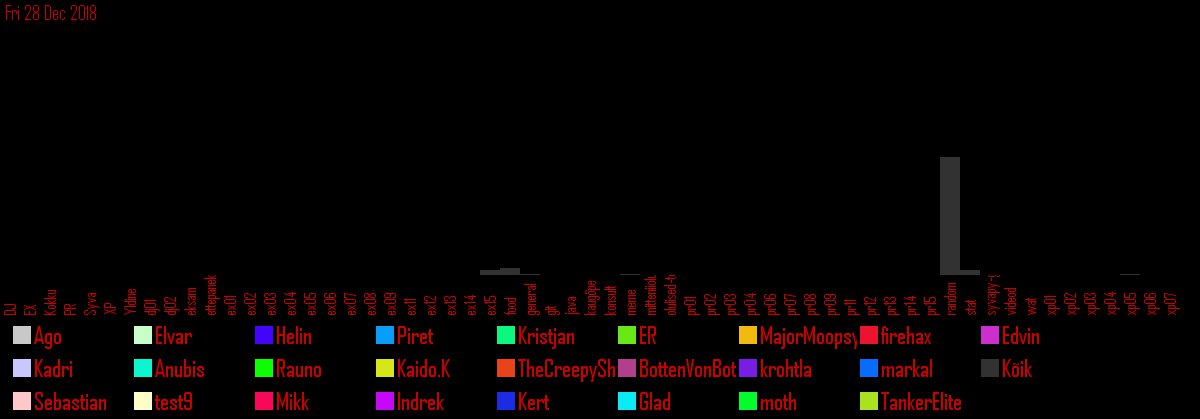 Fri 28 Dec 2018
DJ EX Kokku PR Syva XP Yldine dj01 dj02 eksam ettepanek ex01 ex02 ex03 ex04 ex05 ex06 ex07 ex08 ex09 ex11 ex12 ex13 ex14 ex15 food general git java kaugõpe konsult meme pr01 pr02 pr03 pr04 pr06 pr07 pr08 pr09 pr11 pr12 pr13 pr14 pr15 random stat videod wat xp01 xp02 xp03 xp04 xp05 xp06 xp07
Ago Elvar Helin Piret Kristjan ER MajorMoopsy firehax Edvin
Kadri Anubis Rauno Kaido.K TheCreepySh BottenVonBot krohtla markal Kõik
Sebastian test9 Mikk Indrek Kert Glad moth TankerElite